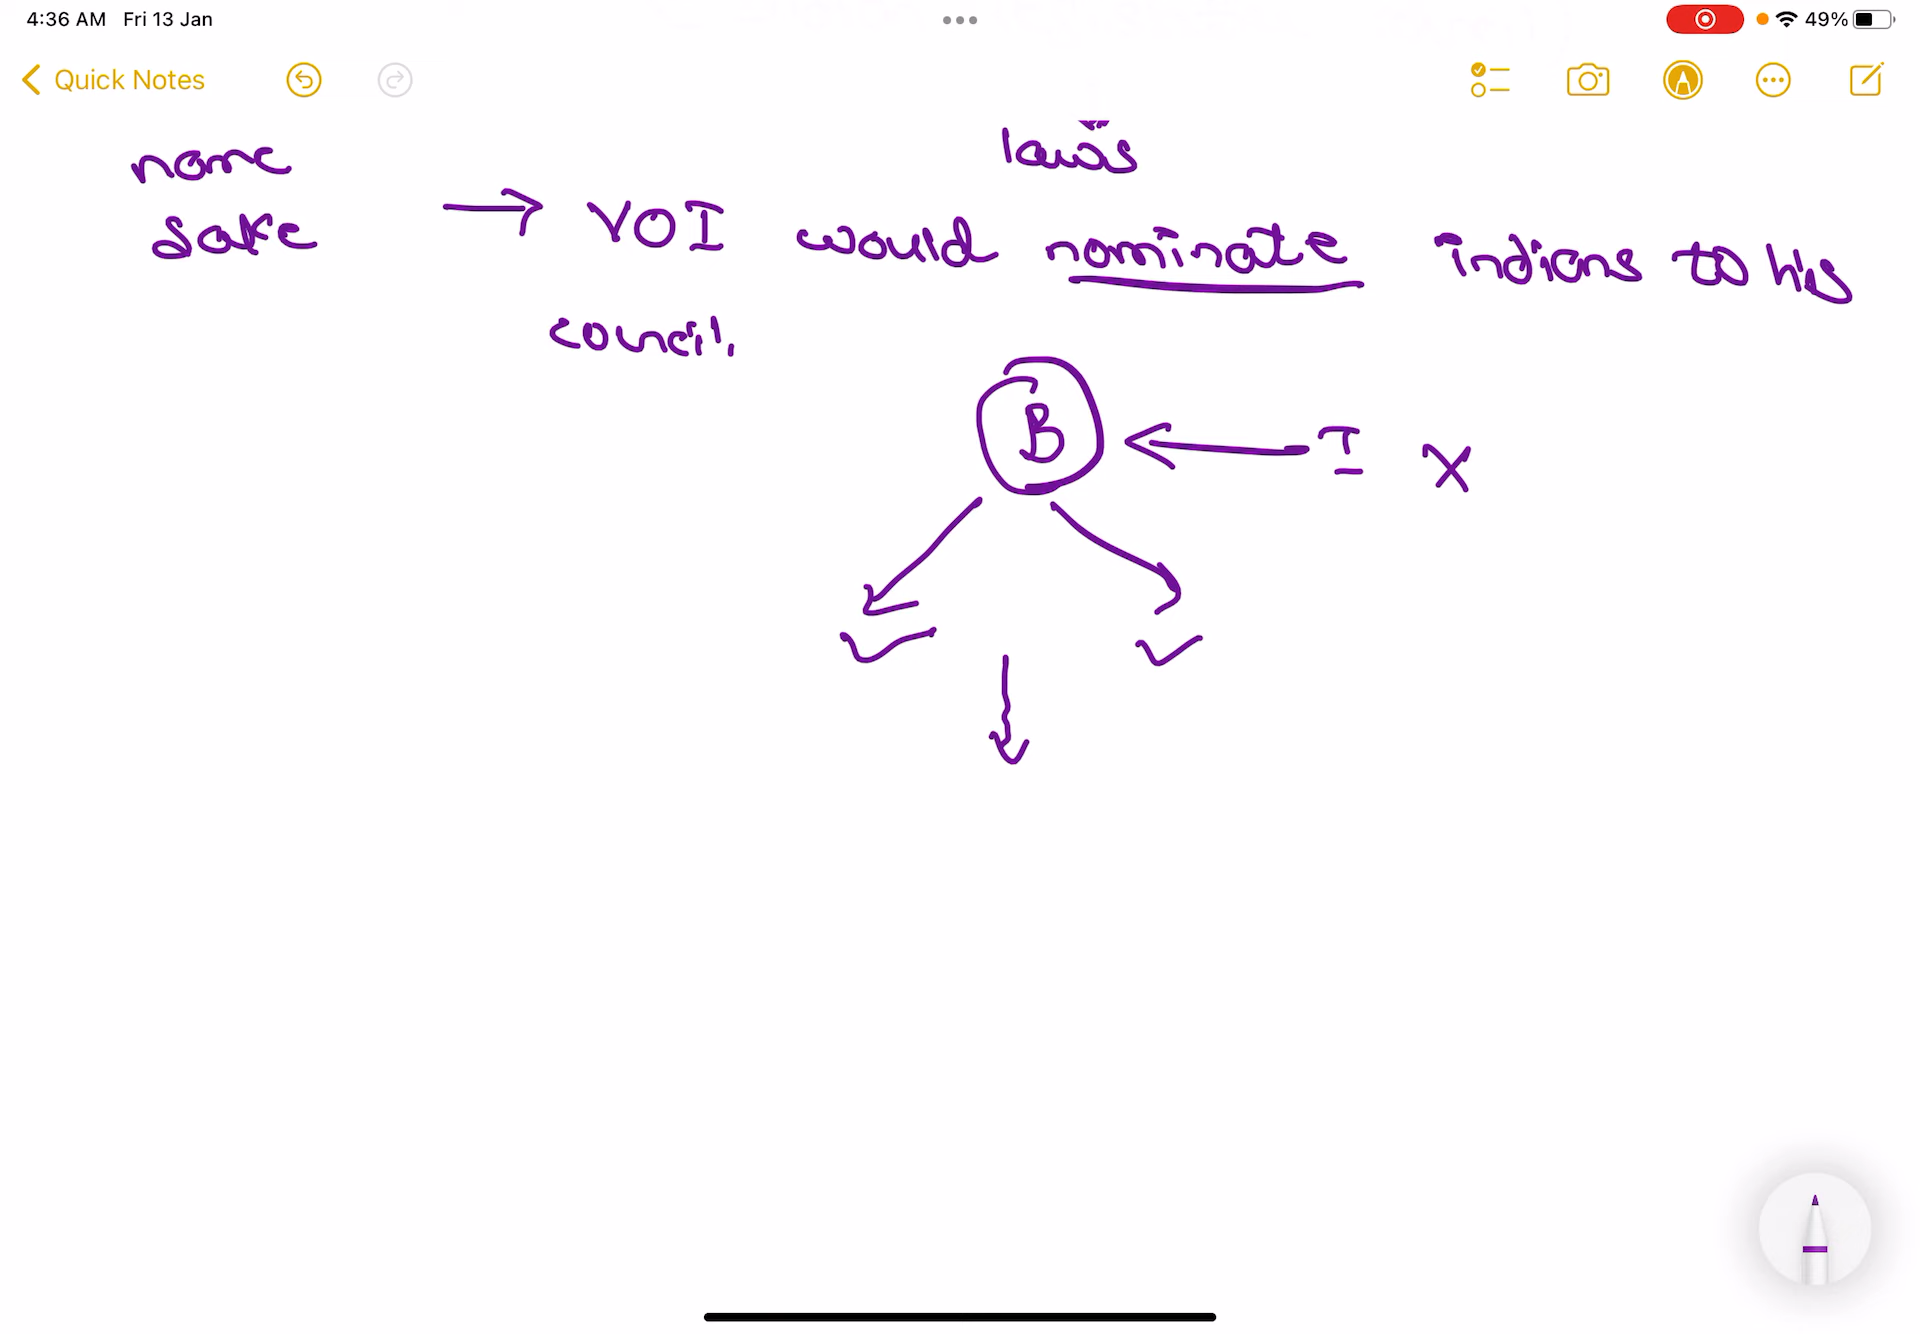 4:36 AM Fri 13 Jan
49%
Quick Notes
name
sake
laws
→ VOI would nominate indians to his
council.
B ← I X